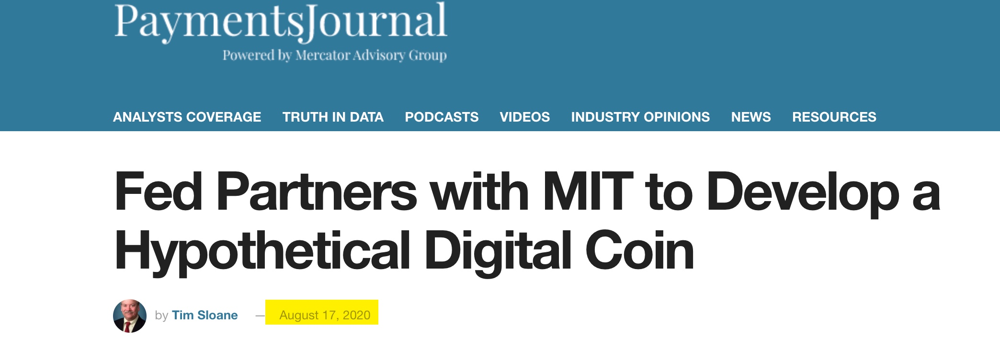 PaymentsJournal
Powered by Mercator Advisory Group
ANALYSTS COVERAGE TRUTH IN DATA PODCASTS VIDEOS INDUSTRY OPINIONS NEWS RESOURCES
Fed Partners with MIT to Develop a
Hypothetical Digital Coin
by Tim Sloane — August 17, 2020